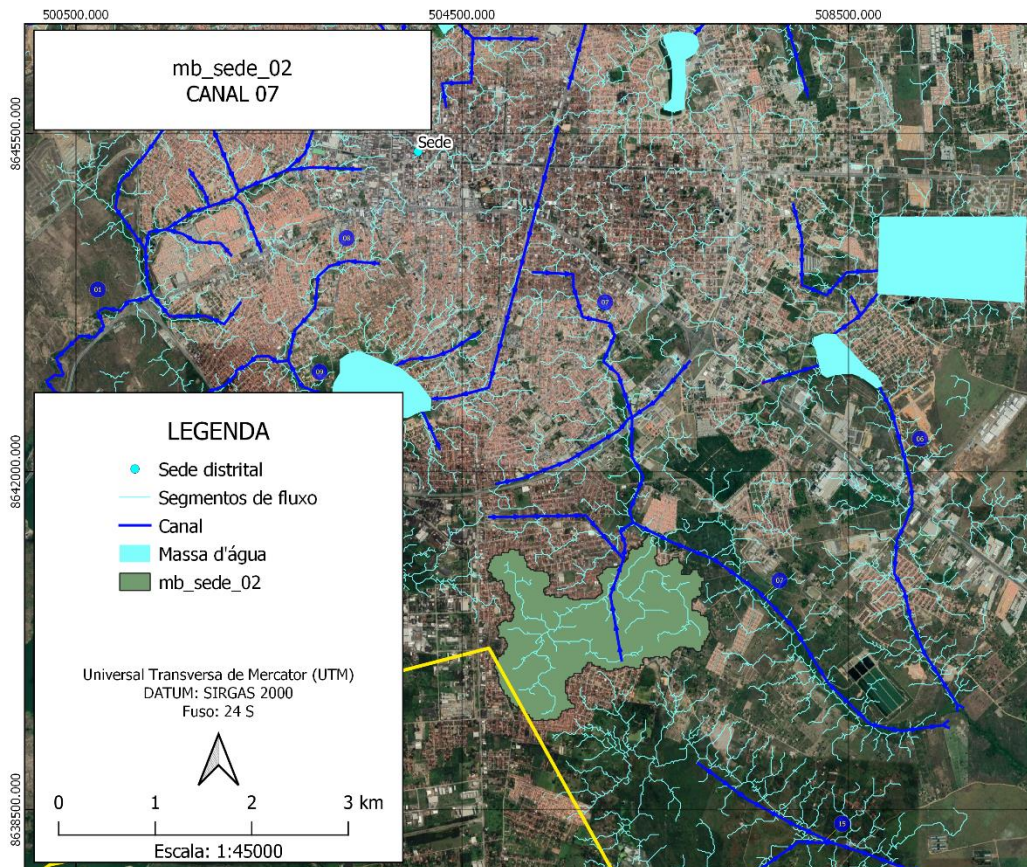 500500.000
504500.000
508500.000
mb_sede_02
CANAL 07
8645500.000
Sede
08
01
07
09
06
8642000.000
LEGENDA
Sede distrital
Segmentos de fluxo
Canal
Massa d'água
mb_sede_02
07
Universal Transversa de Mercator (UTM)
DATUM: SIRGAS 2000
Fuso: 24 S
8638500.000
0 1 2 3 km
Escala: 1:45000
15